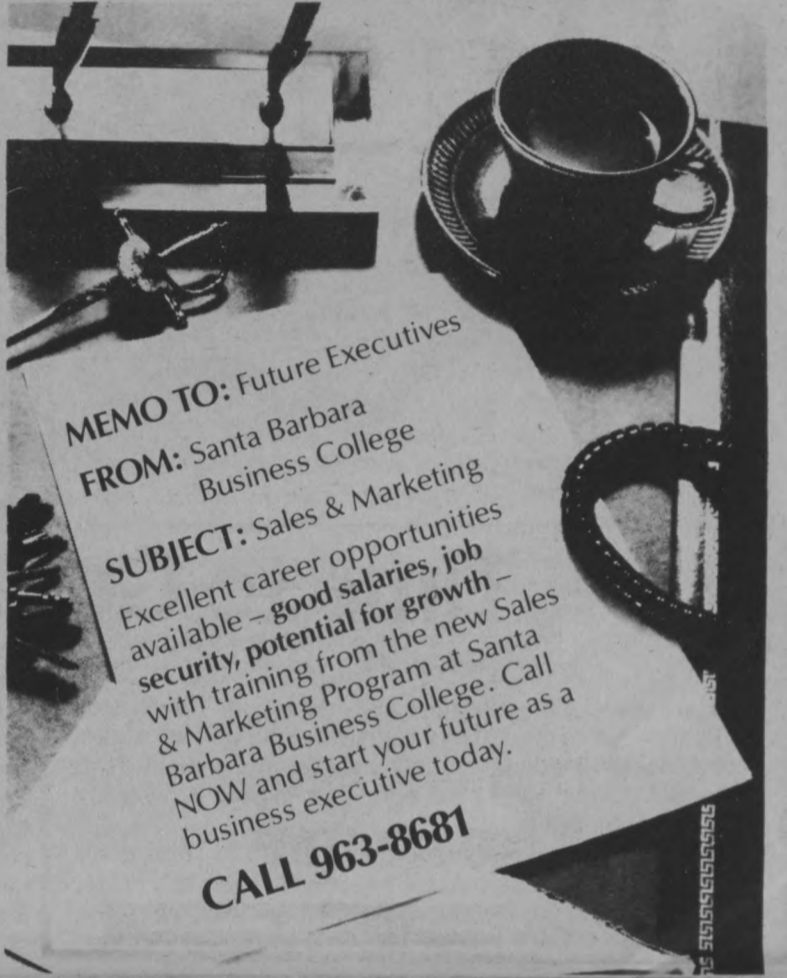 MEMO TO: Future Executives
FROM: Santa Barbara
Business College
SUBJECT: Sales & Marketing
Excellent career opportunities
available – good salaries, job
security, potential for growth –
with training from the new Sales
& Marketing Program at Santa
Barbara Business College. Call
NOW and start your future as a
business executive today.
CALL 963-8681